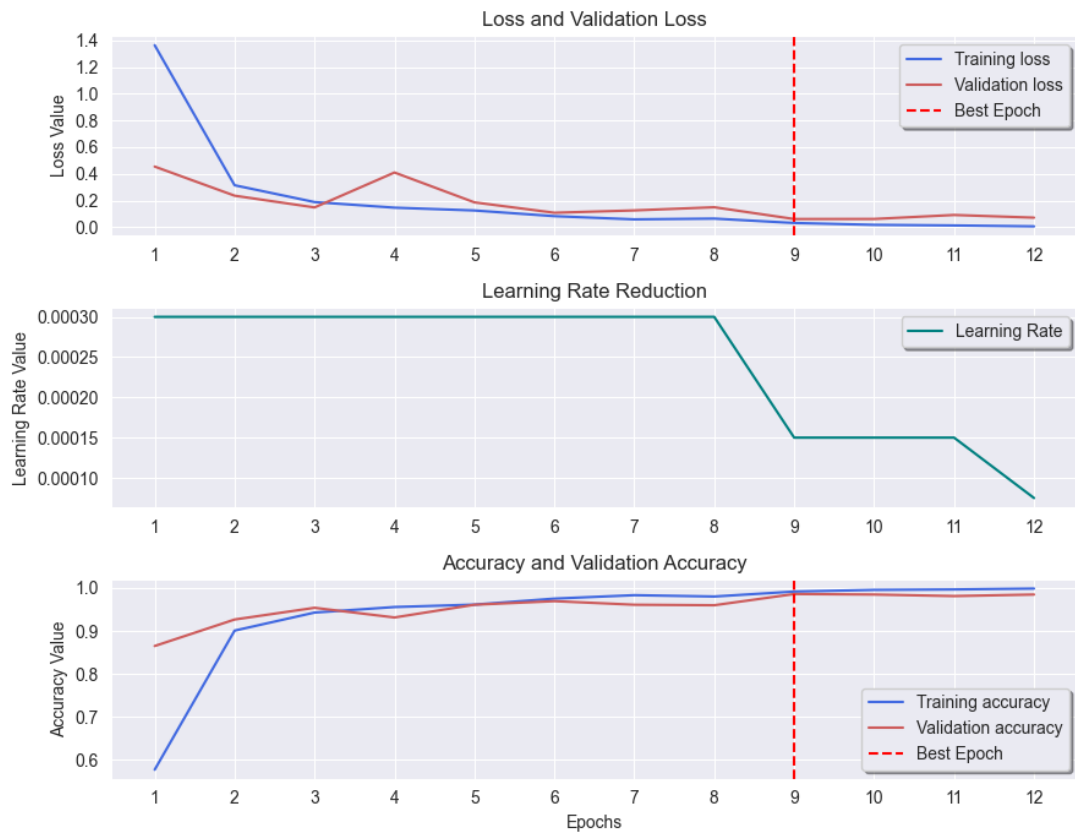 Loss and Validation Loss
Loss Value
1.4
1.2
1.0
0.8
0.6
0.4
0.2
0.0
Training loss
Validation loss
Best Epoch
1 2 3 4 5 6 7 8 9 10 11 12
Learning Rate Reduction
Learning Rate Value
0.00030
0.00025
0.00020
0.00015
0.00010
Learning Rate
1 2 3 4 5 6 7 8 9 10 11 12
Accuracy and Validation Accuracy
Accuracy Value
1.0
0.9
0.8
0.7
0.6
Training accuracy
Validation accuracy
Best Epoch
1 2 3 4 5 6 7 8 9 10 11 12
Epochs